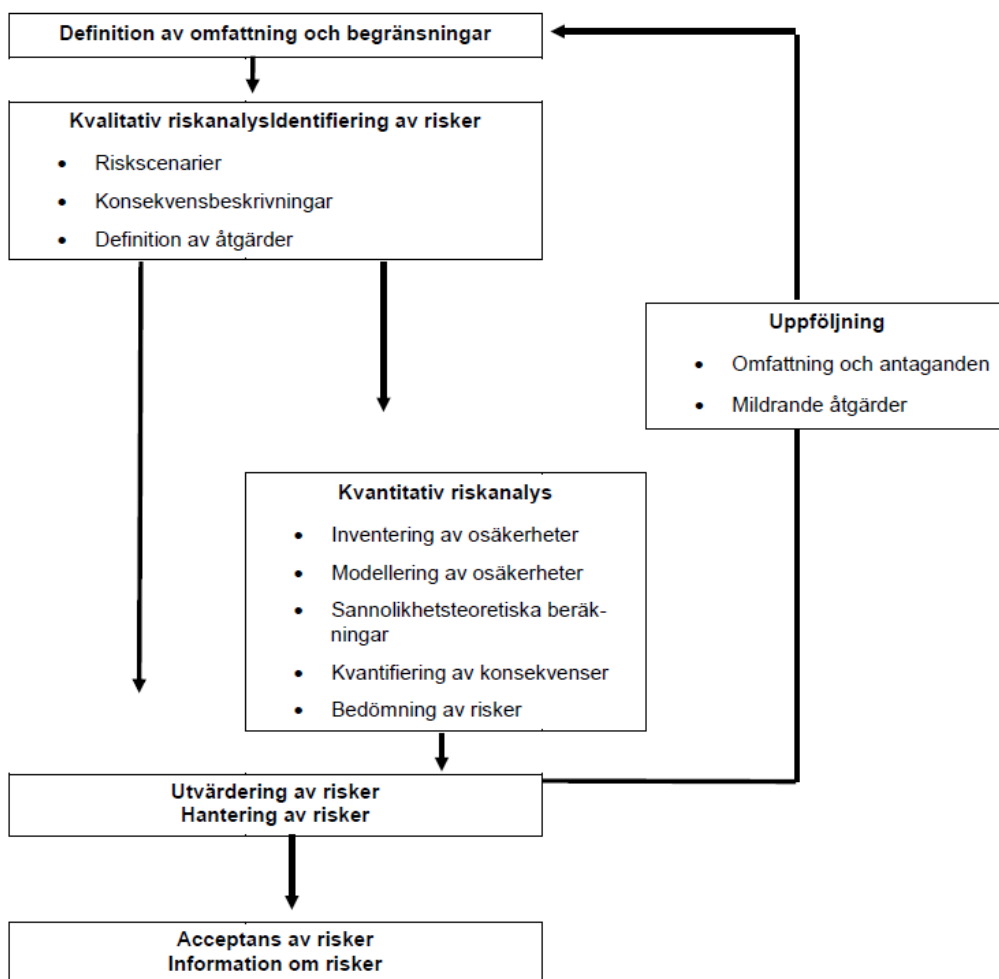 Definition av omfattning och begränsningar
Kvalitativ riskanalysIdentifiering av risker
• Riskscenarier
• Konsekvensbeskrivningar
• Definition av åtgärder
Uppföljning
• Omfattning och antaganden
• Mildrande åtgärder
Kvantitativ riskanalys
• Inventering av osäkerheter
• Modellering av osäkerheter
• Sannolikhetsteoretiska beräk-
ningar
• Kvantifiering av konsekvenser
• Bedömning av risker
Utvärdering av risker
Hantering av risker
Acceptans av risker
Information om risker